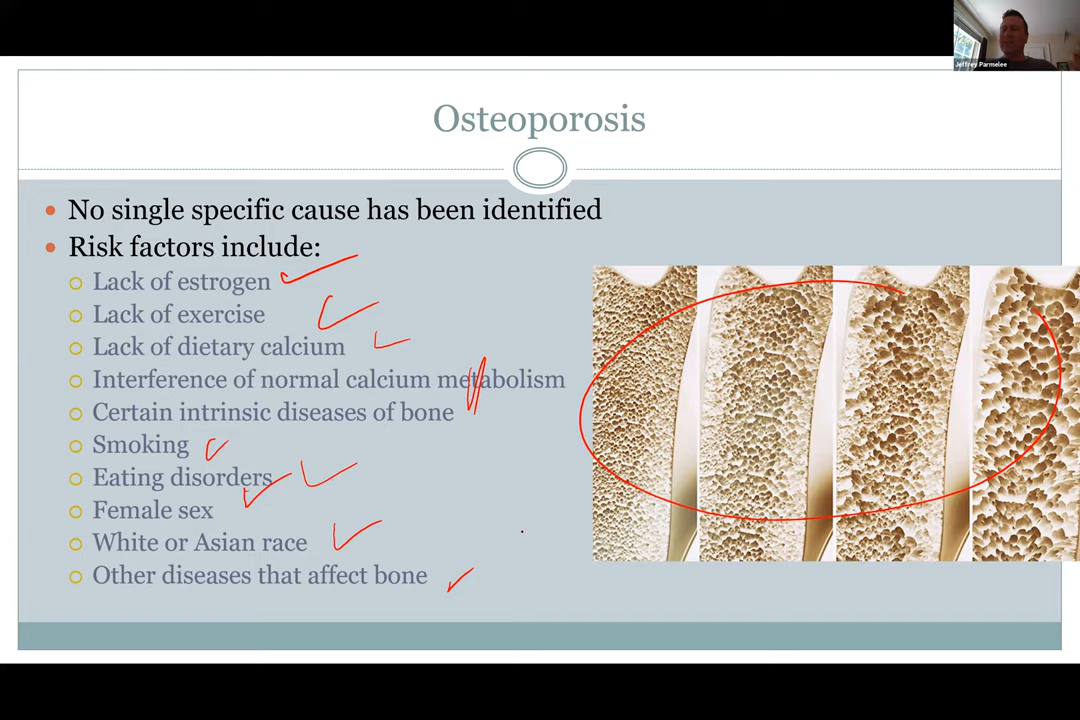 Jeffrey Parmelee
Osteoporosis
No single specific cause has been identified
Risk factors include:
Lack of estrogen
Lack of exercise
Lack of dietary calcium
Interference of normal calcium metabolism
Certain intrinsic diseases of bone
Smoking
Eating disorders
Female sex
White or Asian race
Other diseases that affect bone